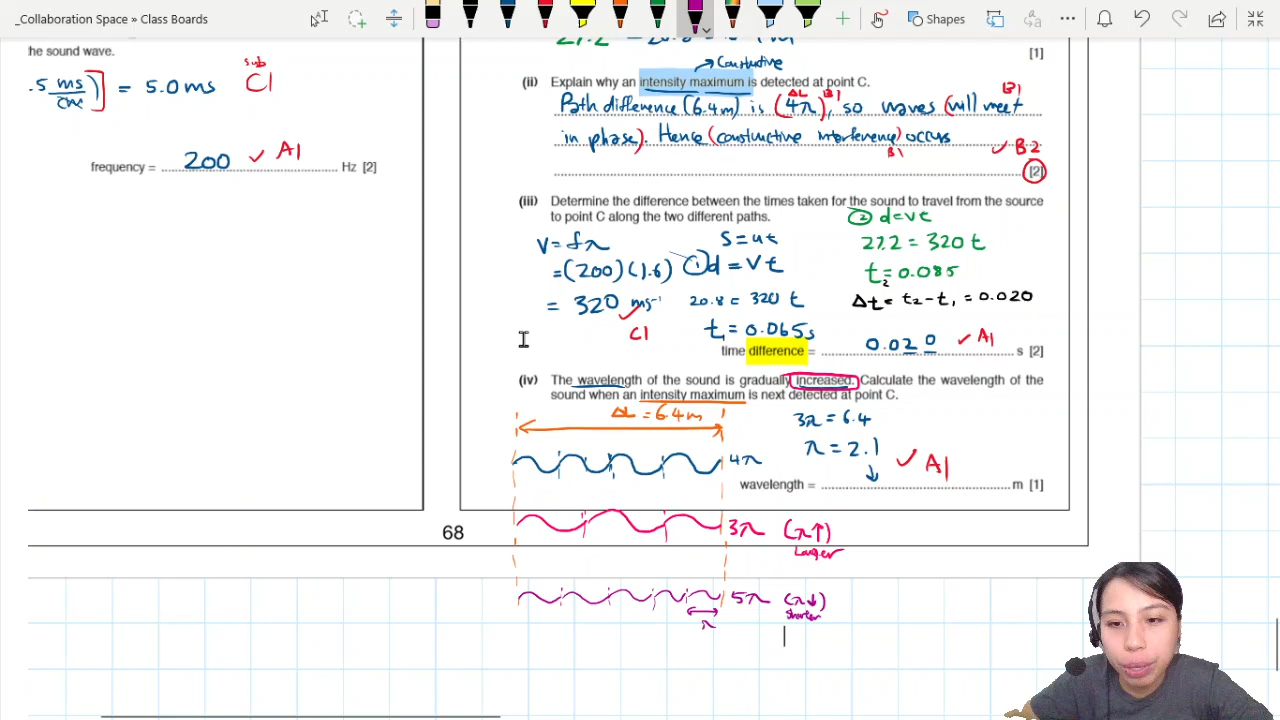 _Collaboration Space » Class Boards
Shapes
he sound wave.
.5 ms/cm) ] = 5.0 ms
sub
C1
frequency = 200 ✓ A1 Hz [2]
[1]
→ Constructive
(ii) Explain why an intensity maximum is detected at point C.
ΔL B1 B1
Path difference (6.4m) is (4λ), so waves (will meet
in phase). Hence (constructive interference) occurs
B1
✓ B2
[2]
(iii) Determine the difference between the times taken for the sound to travel from the source
to point C along the two different paths.
v = fλ
= (200)(1.6)
= 320 ms⁻¹
✓ C1
s = ut
① d = vt
20.8 = 320 t
t₁ = 0.065s
② d = vt
27.2 = 320 t
t₂ = 0.085
Δt = t₂ - t₁ = 0.020
time difference = 0.020 ✓ A1 s [2]
(iv) The wavelength of the sound is gradually increased. Calculate the wavelength of the
sound when an intensity maximum is next detected at point C.
ΔL = 6.4m
3λ = 6.4
λ = 2.1
✓ A1
4λ
wavelength = m [1]
68
3λ (λ↑)
Larger
5λ (λ↓)
Shorter
λ